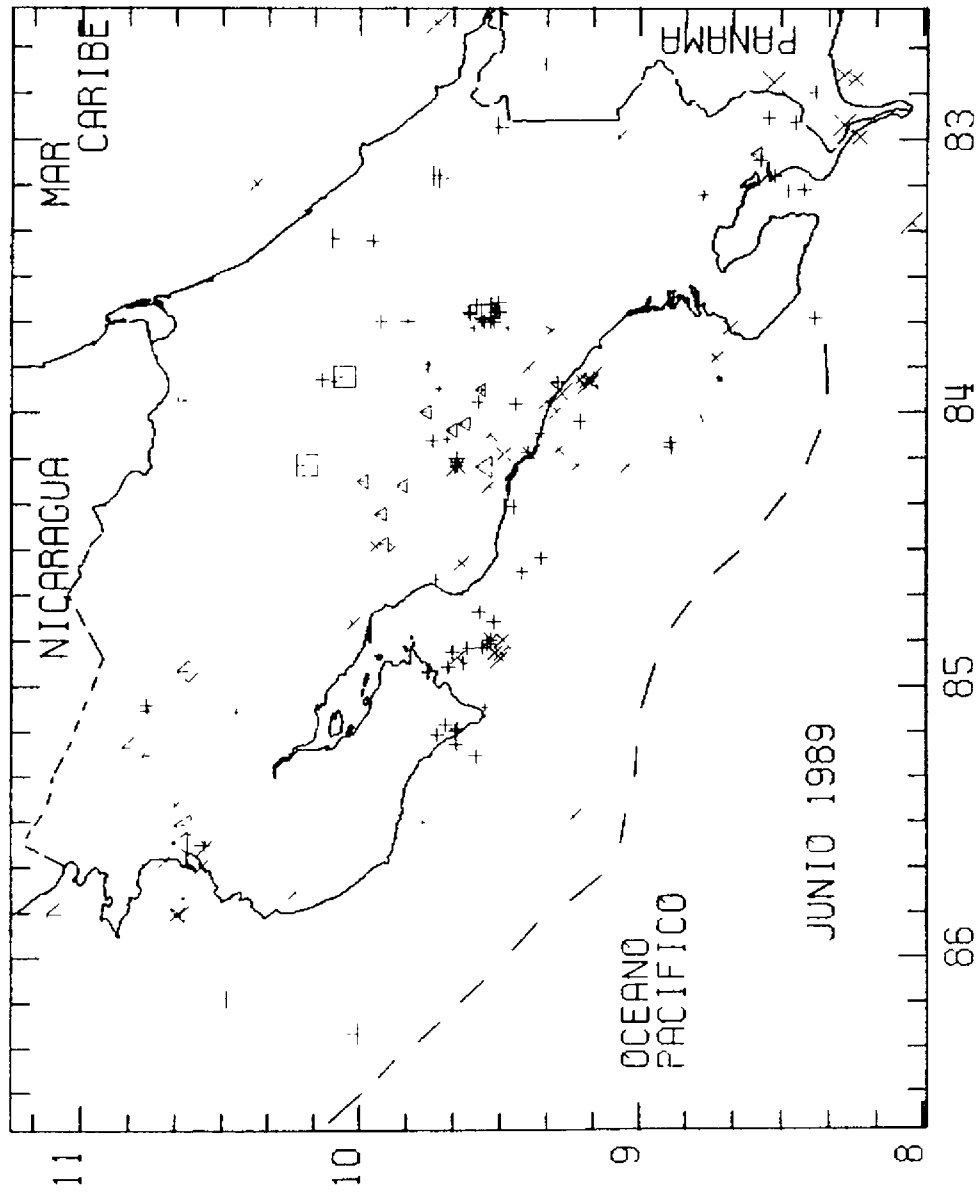 MAR
CARIBE
NICARAGUA
PANAMA
OCEANO
PACIFICO
JUNIO 1989
11
10
9
8
86
85
84
83